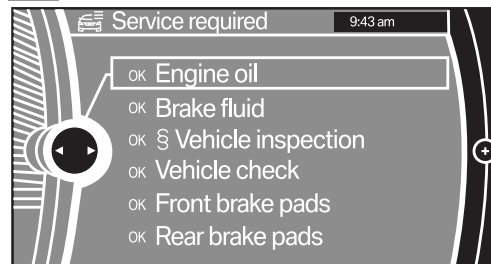 Service required 9:43 am
OK Engine oil
OK Brake fluid
OK § Vehicle inspection
OK Vehicle check
OK Front brake pads
OK Rear brake pads